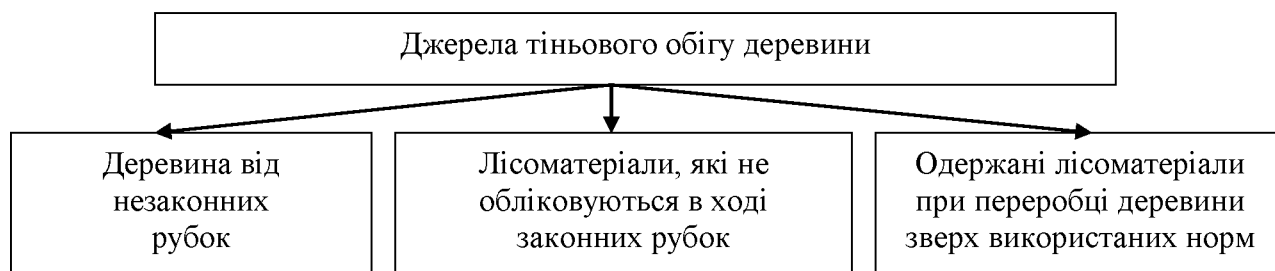 Джерела тіньового обігу деревини
Деревина від
незаконних
рубок
Лісоматеріали, які не
обліковуються в ході
законних рубок
Одержані лісоматеріали
при переробці деревини
зверх використаних норм